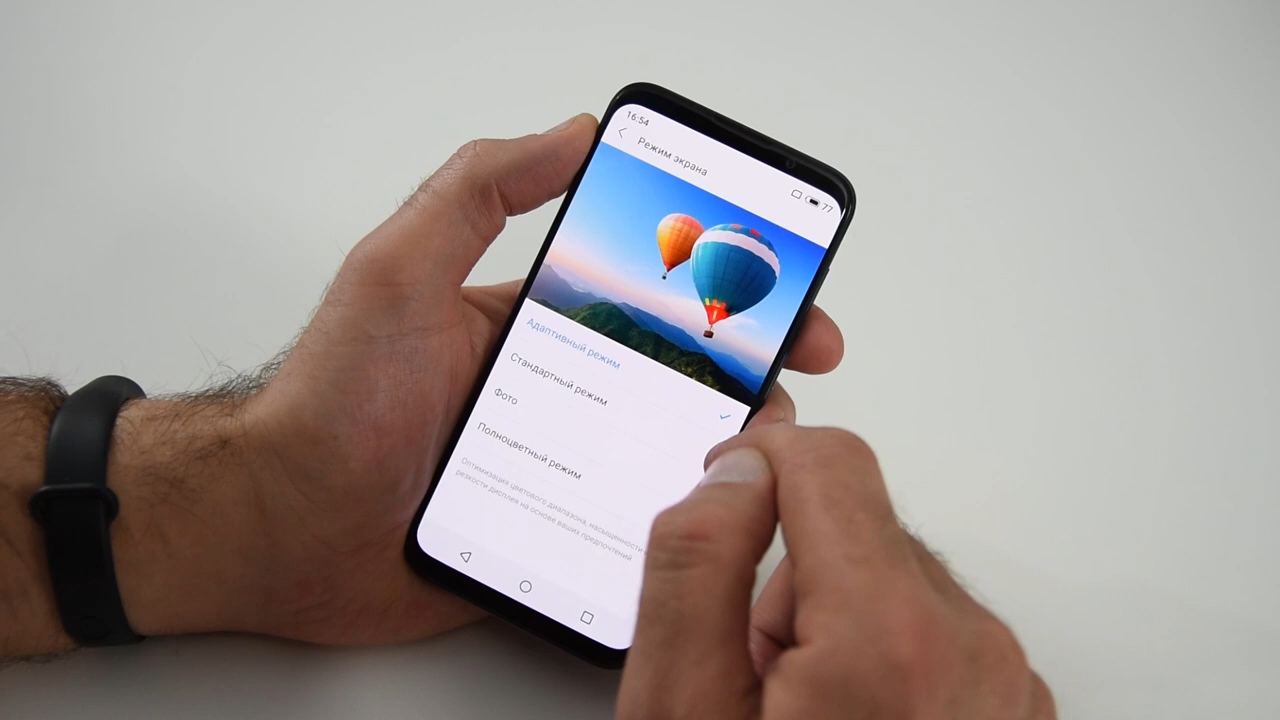 16:54
Режим экрана
77
Адаптивный режим
Стандартный режим
Фото
Полноцветный режим
Оптимизация цветового диапазона, насыщенности
резкости дисплея на основе ваших предпочтений